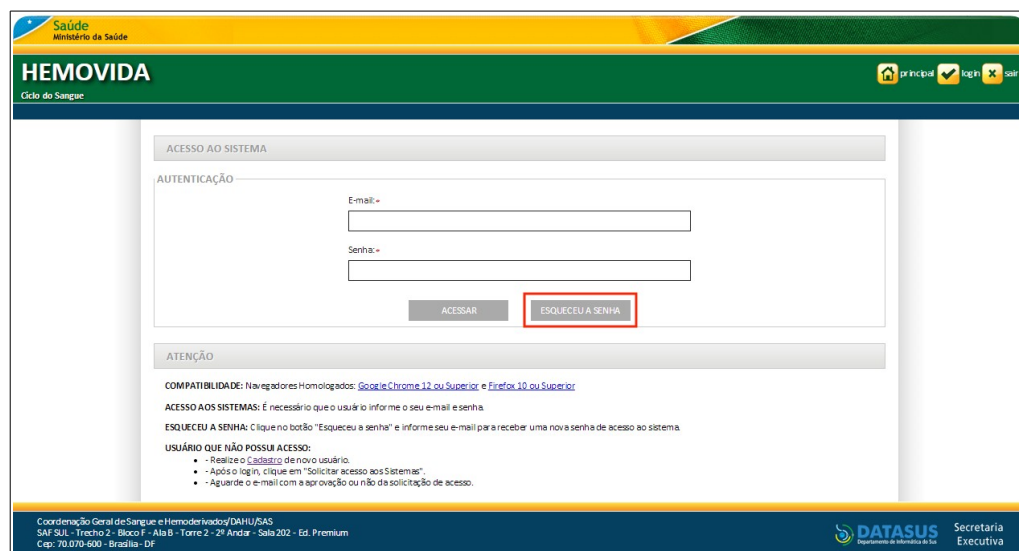 Saúde
Ministério da Saúde
HEMOVIDA
Ciclo do Sangue
principal login sair
ACESSO AO SISTEMA
AUTENTICAÇÃO
E-mail:*
Senha:*
ACESSAR ESQUECEU A SENHA
ATENÇÃO
COMPATIBILIDADE: Navegadores Homologados: Google Chrome 12 ou Superior e Firefox 10 ou Superior
ACESSO AOS SISTEMAS: É necessário que o usuário informe o seu e-mail e senha.
ESQUECEU A SENHA: Clique no botão "Esqueceu a senha" e informe seu e-mail para receber uma nova senha de acesso ao sistema.
USUÁRIO QUE NÃO POSSUI ACESSO:
• - Realize o Cadastro de novo usuário.
• - Após o login, clique em "Solicitar acesso aos Sistemas".
• - Aguarde o e-mail com a aprovação ou não da solicitação de acesso.
Coordenação Geral de Sangue e Hemoderivados/DAHU/SAS
SAF SUL - Trecho 2 - Bloco F - Ala B - Torre 2 - 2º Andar - Sala 202 - Ed. Premium
Cep: 70.070-600 - Brasília - DF
DATASUS
Departamento de Informática do Sus
Secretaria
Executiva